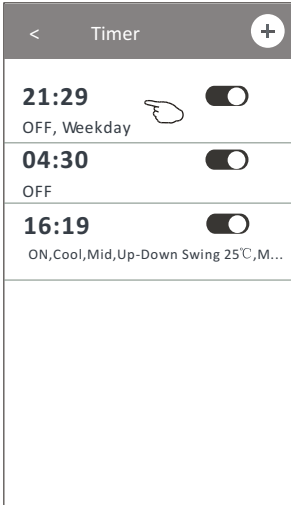 < Timer +
21:29
OFF, Weekday
04:30
OFF
16:19
ON,Cool,Mid,Up-Down Swing 25℃,M...